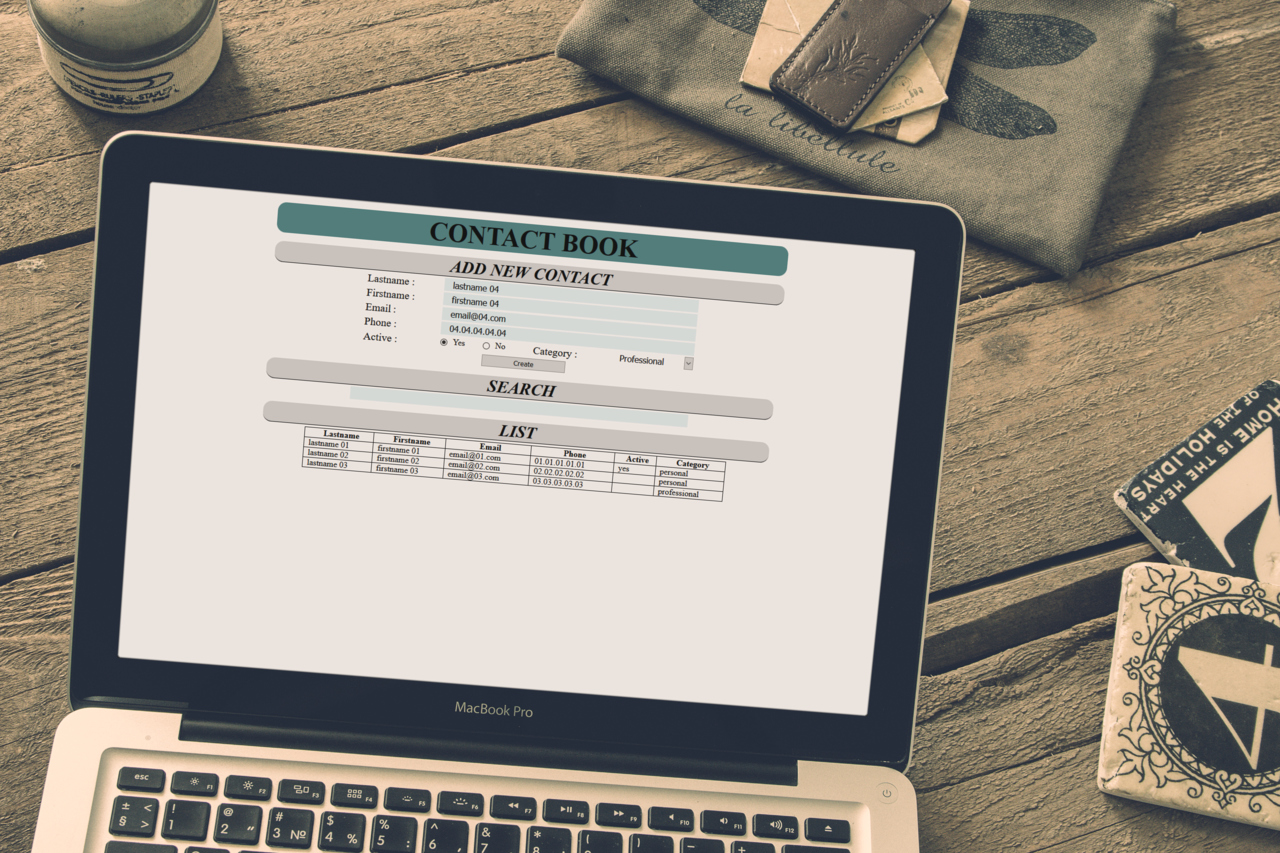 la libellule
CONTACT BOOK
ADD NEW CONTACT
Lastname : lastname 04
Firstname : firstname 04
Email : email@04.com
Phone : 04.04.04.04.04
Active : Yes No Category : Professional
Create
SEARCH
LIST
Lastname Firstname Email Phone Active Category
lastname 01 firstname 01 email@01.com 01.01.01.01.01 yes personal
lastname 02 firstname 02 email@02.com 02.02.02.02.02 personal
lastname 03 firstname 03 email@03.com 03.03.03.03.03 professional
HOME IS THE HEART
OF THE HOLIDAYS
MacBook Pro
esc F1 F2 F3 F4 F5 F6 F7 F8 F9 F10 F11 F12
± < ! @ # $ % ^ & * ( )
§ > 1 2 " 3 № 4 % 5 : 6 , 7 . 8